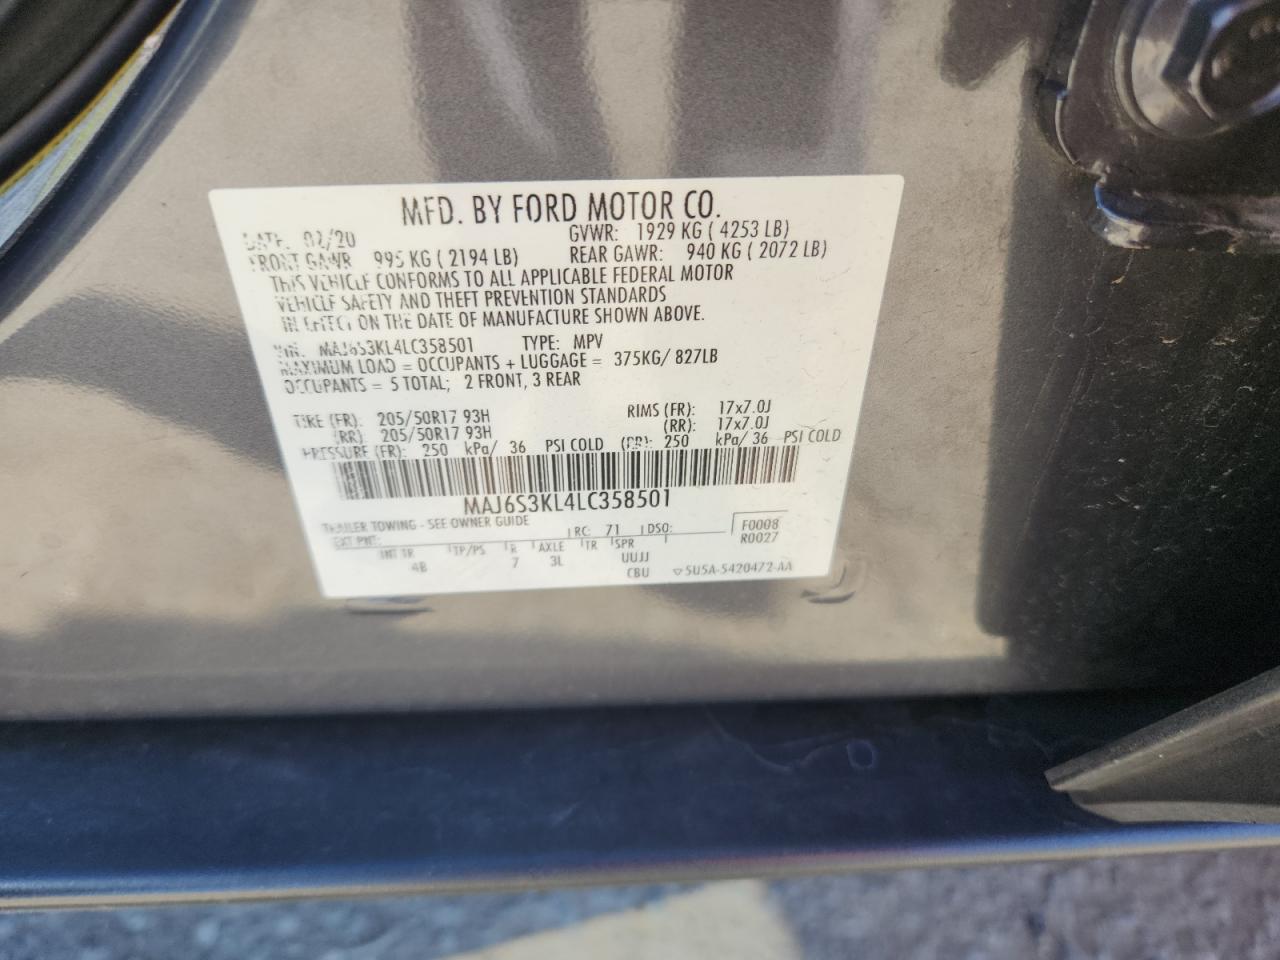 MFD. BY FORD MOTOR CO.
DATE: 02/20 GVWR: 1929 KG ( 4253 LB)
FRONT GAWR 995 KG ( 2194 LB) REAR GAWR: 940 KG ( 2072 LB)
THIS VEHICLE CONFORMS TO ALL APPLICABLE FEDERAL MOTOR
VEHICLE SAFETY AND THEFT PREVENTION STANDARDS
IN EFFECT ON THE DATE OF MANUFACTURE SHOWN ABOVE.
VIN: MAJ6S3KL4LC358501 TYPE: MPV
MAXIMUM LOAD = OCCUPANTS + LUGGAGE = 375KG/ 827LB
OCCUPANTS = 5 TOTAL; 2 FRONT, 3 REAR
TIRE (FR): 205/50R17 93H RIMS (FR): 17x7.0J
(RR): 205/50R17 93H (RR): 17x7.0J
PRESSURE (FR): 250 kPa/ 36 PSI COLD (RR): 250 kPa/ 36 PSI COLD
MAJ6S3KL4LC358501
TRAILER TOWING - SEE OWNER GUIDE
EXT PNT: RC: 71 DSO: F0008
R0027
INT TR TP/PS R AXLE TR SPR
4B 7 3L UUJJ
CBU ▽5U5A-5420472-AA